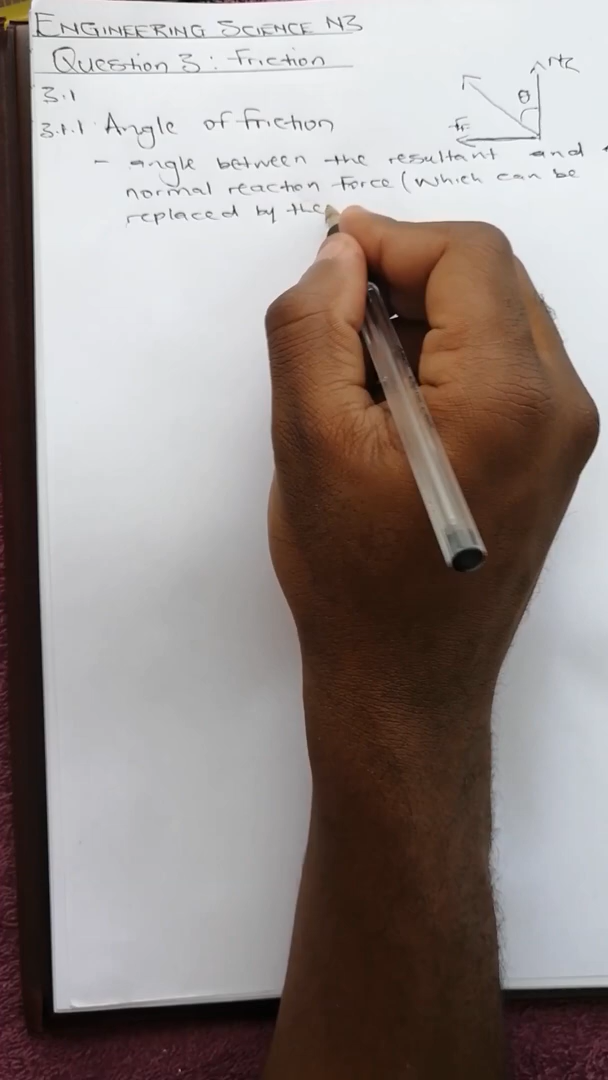 ENGINEERING SCIENCE N3
Question 3: Friction
NR
3.1
θ
3.1.1 Angle of friction
Fr
- angle between the resultant and
normal reaction force (which can be
replaced by the